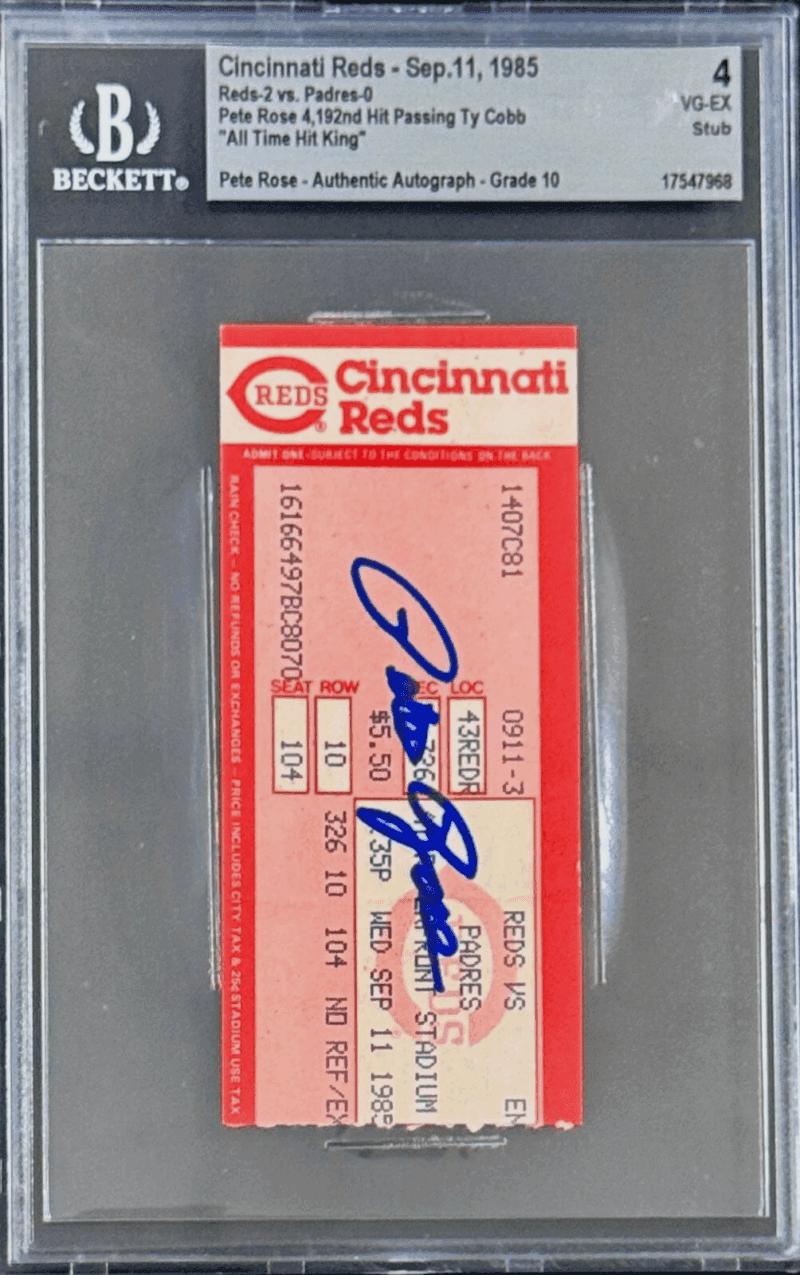 Cincinnati Reds - Sep.11, 1985
4
Reds-2 vs. Padres-0
VG-EX
Pete Rose 4,192nd Hit Passing Ty Cobb
Stub
"All Time Hit King"
Pete Rose - Authentic Autograph - Grade 10
17547968
B
BECKETT®
REDS®
Cincinnati
Reds
ADMIT ONE-SUBJECT TO THE CONDITIONS ON THE BACK
RAIN CHECK - NO REFUNDS OR EXCHANGES - PRICE INCLUDES CITY TAX & 25¢ STADIUM USE TAX
1407C81
0911-3
REDS VS
PADRES
STADIUM
WED SEP 11 1985
326 10 104 NO REF/EX
16166497BC8070
SEAT ROW
LOC
104
10
$5.50
43REDR
REDS
Pete Rose